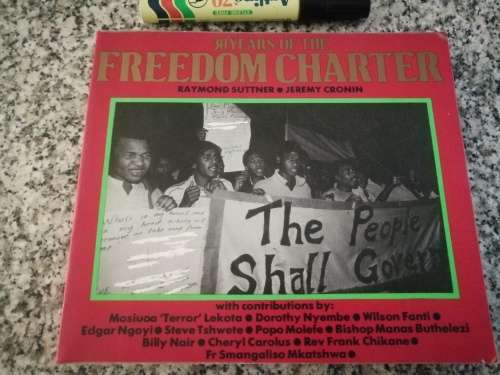 Artline 70
30 YEARS OF THE
FREEDOM CHARTER
RAYMOND SUTTNER ● JEREMY CRONIN
The People
Shall Govern
with contributions by:
Mosiuoa 'Terror' Lekota ● Dorothy Nyembe ● Wilson Fanti ●
Edgar Ngoyi ● Steve Tshwete ● Popo Molefe ● Bishop Manas Buthelezi
Billy Nair ● Cheryl Carolus ● Rev Frank Chikane ●
Fr Smangaliso Mkatshwa ●